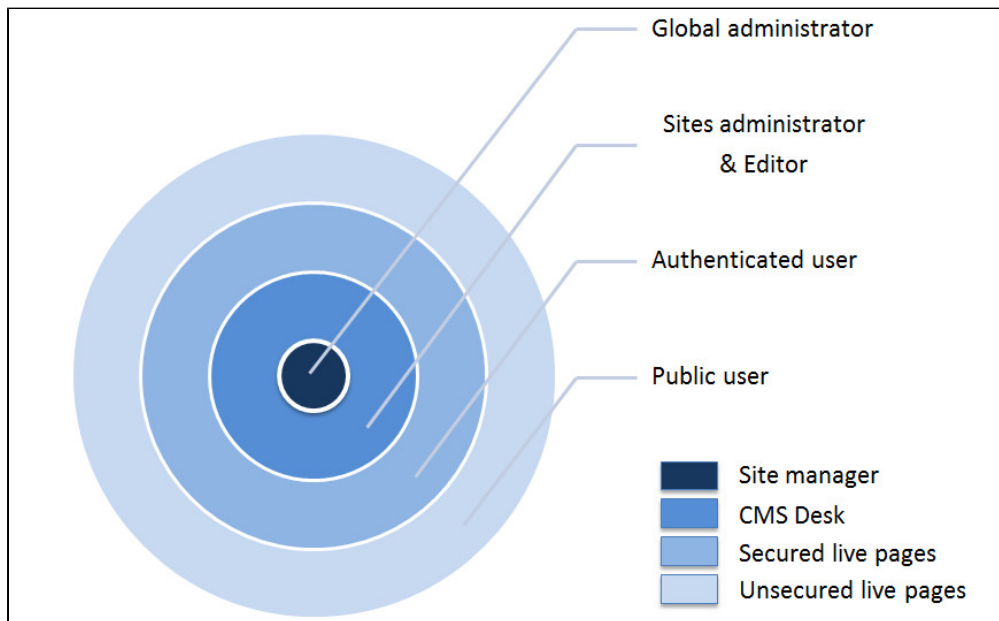 Global administrator
Sites administrator
& Editor
Authenticated user
Public user
Site manager
CMS Desk
Secured live pages
Unsecured live pages